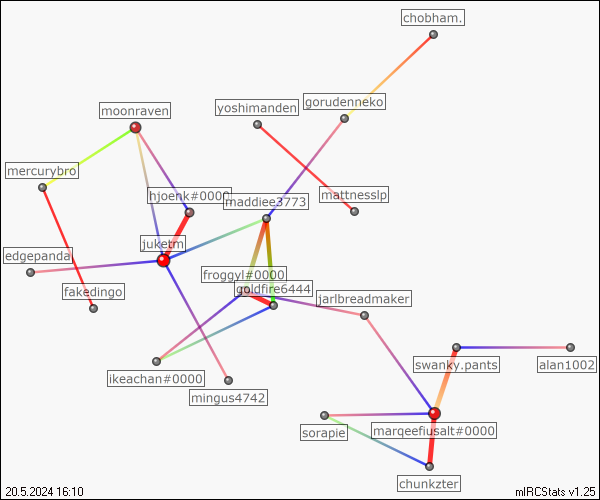 chobham.
gorudenneko
yoshimanden
moonraven
mercurybro
hjoenk#0000
mattnesslp
maddiee3773
juketm
edgepanda
froggyl#0000
goldfire6444
fakedingo
jarlbreadmaker
swanky.pants
alan1002
ikeachan#0000
mingus4742
sorapie
marqeefiusalt#0000
chunkzter
20.5.2024 16:10
mIRCStats v1.25